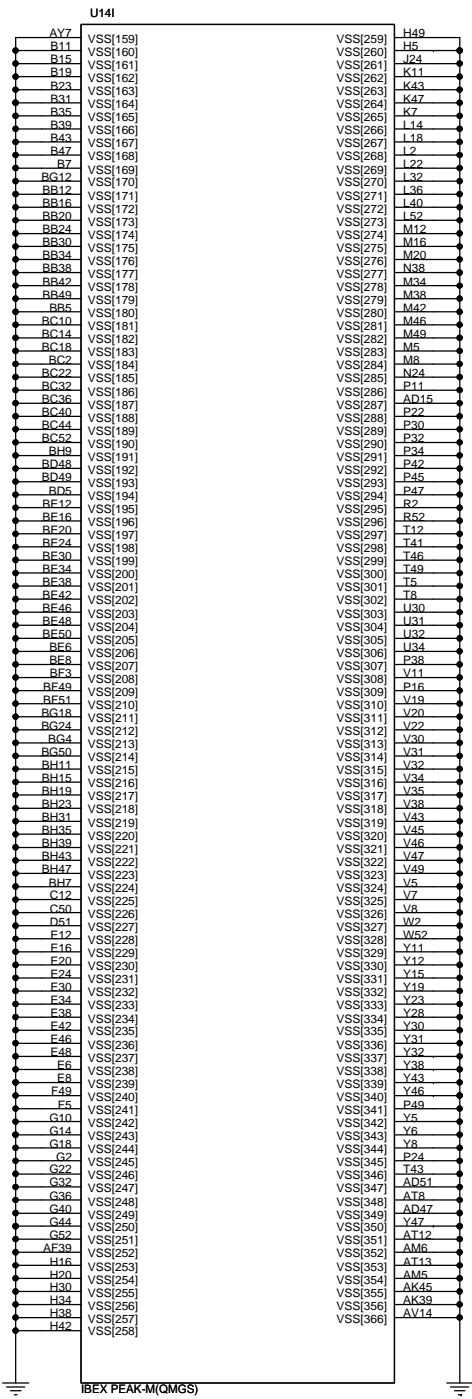 U14I
AY7 VSS[159] VSS[259] H49
B11 VSS[160] VSS[260] H5
B15 VSS[161] VSS[261] J24
B19 VSS[162] VSS[262] K11
B23 VSS[163] VSS[263] K43
B31 VSS[164] VSS[264] K47
B35 VSS[165] VSS[265] K7
B39 VSS[166] VSS[266] L14
B43 VSS[167] VSS[267] L18
B47 VSS[168] VSS[268] L2
B7 VSS[169] VSS[269] L22
BG12 VSS[170] VSS[270] L32
BB12 VSS[171] VSS[271] L36
BB16 VSS[172] VSS[272] L40
BB20 VSS[173] VSS[273] L52
BB24 VSS[174] VSS[274] M12
BB30 VSS[175] VSS[275] M16
BB34 VSS[176] VSS[276] M20
BB38 VSS[177] VSS[277] N38
BB42 VSS[178] VSS[278] M34
BB49 VSS[179] VSS[279] M38
BB5 VSS[180] VSS[280] M42
BC10 VSS[181] VSS[281] M46
BC14 VSS[182] VSS[282] M49
BC18 VSS[183] VSS[283] M5
BC2 VSS[184] VSS[284] M8
BC22 VSS[185] VSS[285] N24
BC32 VSS[186] VSS[286] P11
BC36 VSS[187] VSS[287] AD15
BC40 VSS[188] VSS[288] P22
BC44 VSS[189] VSS[289] P30
BC52 VSS[190] VSS[290] P32
BH9 VSS[191] VSS[291] P34
BD48 VSS[192] VSS[292] P42
BD49 VSS[193] VSS[293] P45
BD5 VSS[194] VSS[294] P47
BE12 VSS[195] VSS[295] R2
BE16 VSS[196] VSS[296] R52
BE20 VSS[197] VSS[297] T12
BE24 VSS[198] VSS[298] T41
BE30 VSS[199] VSS[299] T46
BE34 VSS[200] VSS[300] T49
BE38 VSS[201] VSS[301] T5
BE42 VSS[202] VSS[302] T8
BE46 VSS[203] VSS[303] U30
BE48 VSS[204] VSS[304] U31
BE50 VSS[205] VSS[305] U32
BE6 VSS[206] VSS[306] U34
BE8 VSS[207] VSS[307] P38
BF3 VSS[208] VSS[308] V11
BF49 VSS[209] VSS[309] P16
BF51 VSS[210] VSS[310] V19
BG18 VSS[211] VSS[311] V20
BG24 VSS[212] VSS[312] V22
BG4 VSS[213] VSS[313] V30
BG50 VSS[214] VSS[314] V31
BH11 VSS[215] VSS[315] V32
BH15 VSS[216] VSS[316] V34
BH19 VSS[217] VSS[317] V35
BH23 VSS[218] VSS[318] V38
BH31 VSS[219] VSS[319] V43
BH35 VSS[220] VSS[320] V45
BH39 VSS[221] VSS[321] V46
BH43 VSS[222] VSS[322] V47
BH47 VSS[223] VSS[323] V49
BH7 VSS[224] VSS[324] V5
C12 VSS[225] VSS[325] V7
C50 VSS[226] VSS[326] V8
D51 VSS[227] VSS[327] W2
E12 VSS[228] VSS[328] W52
E16 VSS[229] VSS[329] Y11
E20 VSS[230] VSS[330] Y12
E24 VSS[231] VSS[331] Y15
E30 VSS[232] VSS[332] Y19
E34 VSS[233] VSS[333] Y23
E38 VSS[234] VSS[334] Y28
E42 VSS[235] VSS[335] Y30
E46 VSS[236] VSS[336] Y31
E48 VSS[237] VSS[337] Y32
E6 VSS[238] VSS[338] Y38
E8 VSS[239] VSS[339] Y43
F49 VSS[240] VSS[340] Y46
F5 VSS[241] VSS[341] P49
G10 VSS[242] VSS[342] Y5
G14 VSS[243] VSS[343] Y6
G18 VSS[244] VSS[344] Y8
G2 VSS[245] VSS[345] P24
G22 VSS[246] VSS[346] T43
G32 VSS[247] VSS[347] AD51
G36 VSS[248] VSS[348] AT8
G40 VSS[249] VSS[349] AD47
G44 VSS[250] VSS[350] Y47
G52 VSS[251] VSS[351] AT12
AF39 VSS[252] VSS[352] AM6
H16 VSS[253] VSS[353] AT13
H20 VSS[254] VSS[354] AM5
H30 VSS[255] VSS[355] AK45
H34 VSS[256] VSS[356] AK39
H38 VSS[257] VSS[366] AV14
H42 VSS[258]
IBEX PEAK-M(QMGS)